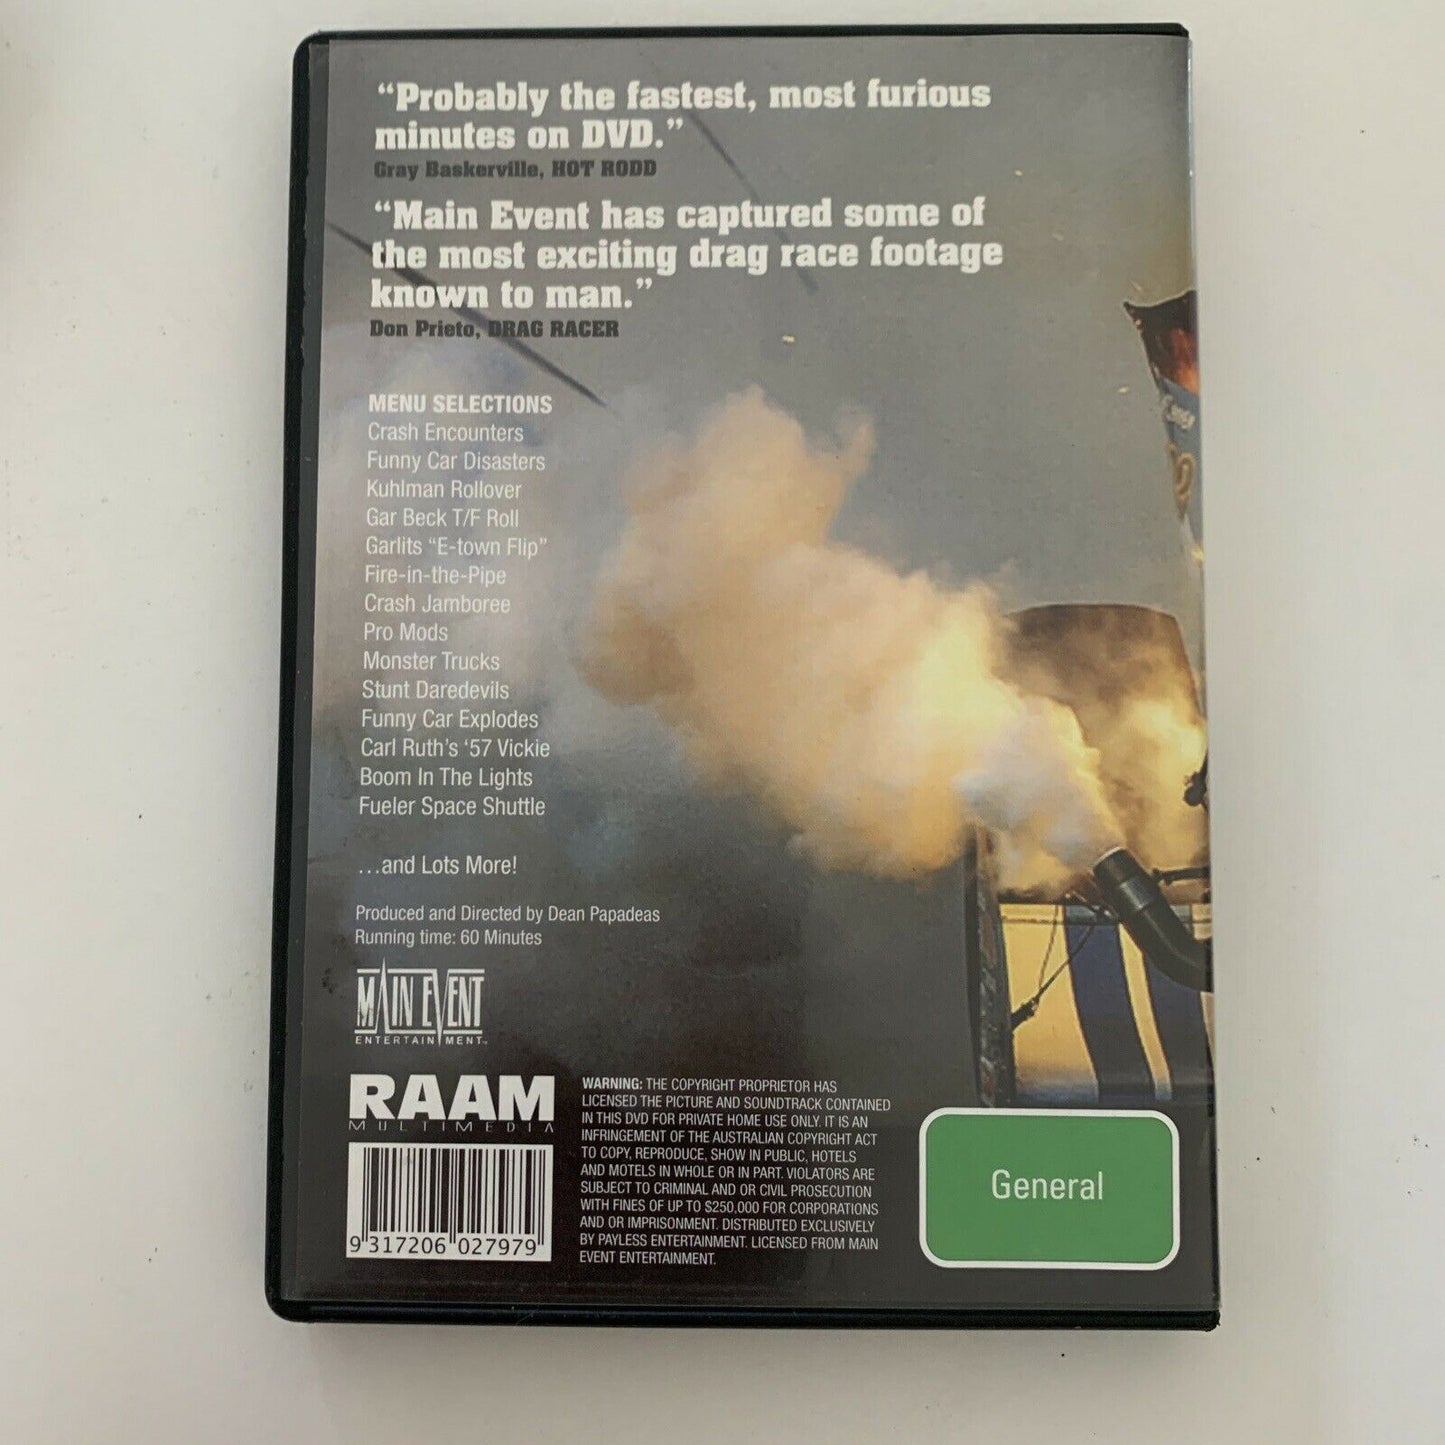 “Probably the fastest, most furious
minutes on DVD.”
Gray Baskerville, HOT RODD
“Main Event has captured some of
the most exciting drag race footage
known to man.”
Don Prieto, DRAG RACER
MENU SELECTIONS
Crash Encounters
Funny Car Disasters
Kuhlman Rollover
Gar Beck T/F Roll
Garlits “E-town Flip”
Fire-in-the-Pipe
Crash Jamboree
Pro Mods
Monster Trucks
Stunt Daredevils
Funny Car Explodes
Carl Ruth’s ‘57 Vickie
Boom In The Lights
Fueler Space Shuttle
...and Lots More!
Produced and Directed by Dean Papadeas
Running time: 60 Minutes
MAIN EVENT
ENTERTAINMENT™
RAAM
MULTIMEDIA
9 317206 027979
WARNING: THE COPYRIGHT PROPRIETOR HAS
LICENSED THE PICTURE AND SOUNDTRACK CONTAINED
IN THIS DVD FOR PRIVATE HOME USE ONLY. IT IS AN
INFRINGEMENT OF THE AUSTRALIAN COPYRIGHT ACT
TO COPY, REPRODUCE, SHOW IN PUBLIC, HOTELS
AND MOTELS IN WHOLE OR IN PART. VIOLATORS ARE
SUBJECT TO CRIMINAL AND OR CIVIL PROSECUTION
WITH FINES OF UP TO $250,000 FOR CORPORATIONS
AND OR IMPRISONMENT. DISTRIBUTED EXCLUSIVELY
BY PAYLESS ENTERTAINMENT. LICENSED FROM MAIN
EVENT ENTERTAINMENT.
General